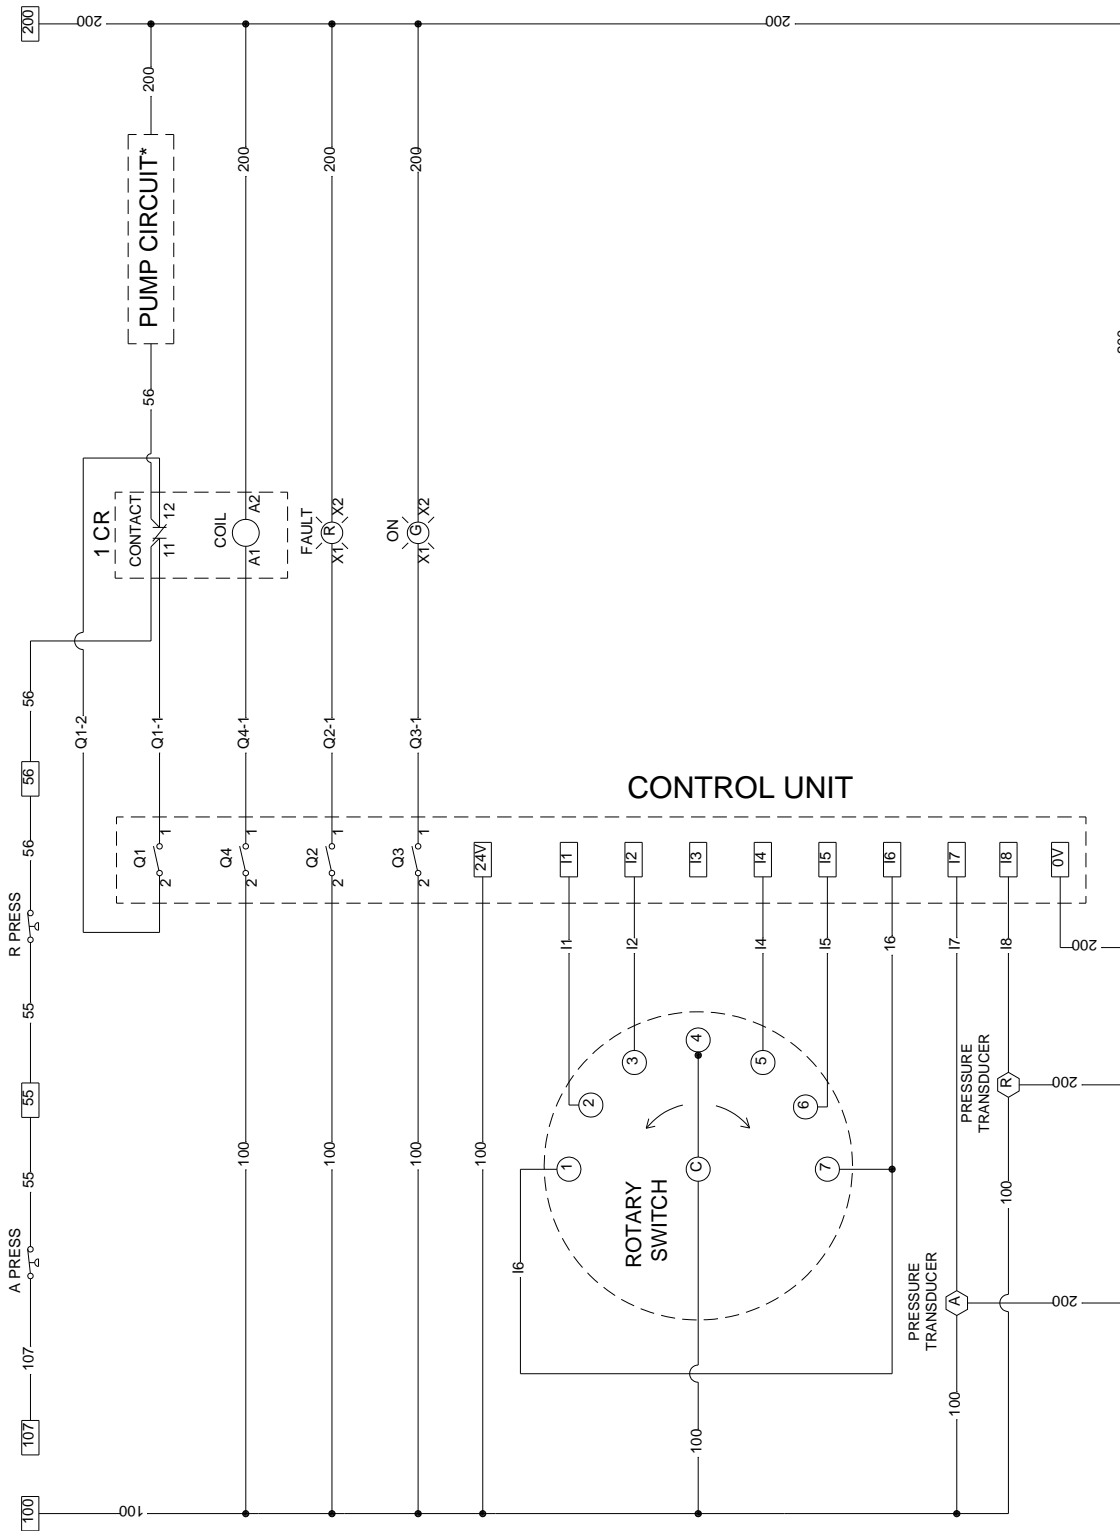 A PRESS
R PRESS
100
107
107
55
55
55
56
56
56
200
200
100
Q1-2
1 CR
CONTACT
11
12
56
PUMP CIRCUIT*
200
Q1
2
1
Q1-1
COIL
100
Q4
2
1
Q4-1
A1
A2
200
FAULT
100
Q2
2
1
Q2-1
X1
R
X2
200
ON
100
Q3
2
1
Q3-1
X1
G
X2
200
100
24V
CONTROL UNIT
I6
1
2
I1
I1
3
I2
I2
ROTARY
SWITCH
100
C
4
I3
5
I4
I4
6
I5
I5
7
16
I6
200
PRESSURE
TRANSDUCER
100
A
I7
I7
PRESSURE
TRANSDUCER
100
R
I8
I8
0V
200
200
200